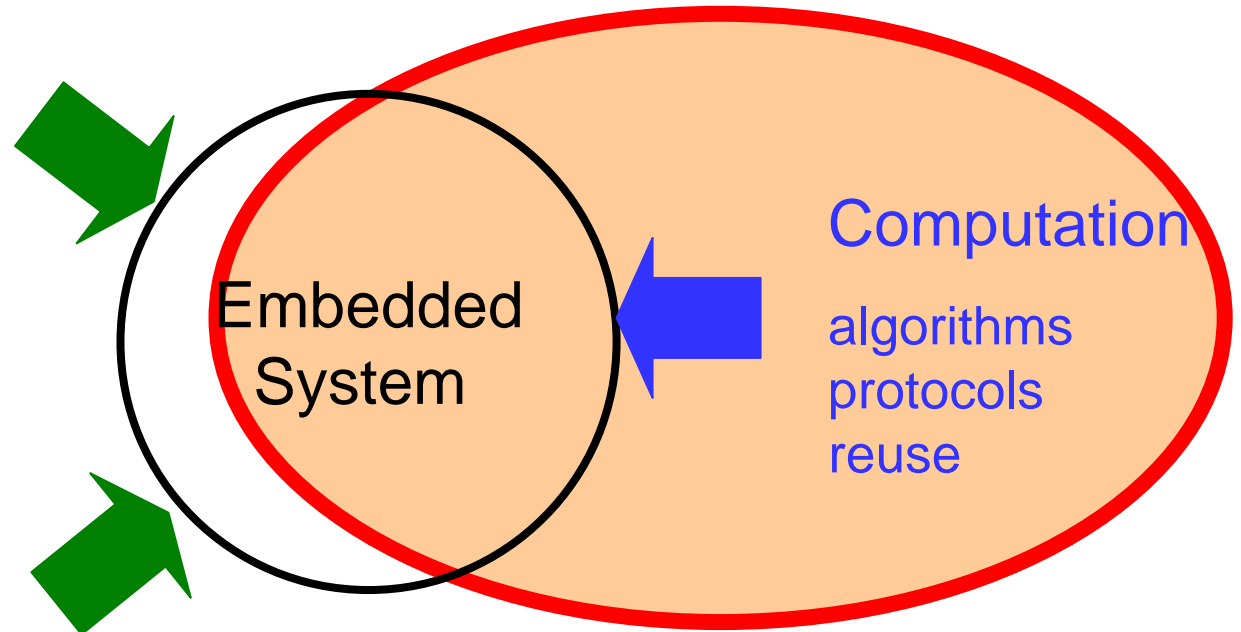 Embedded
System
Computation
algorithms
protocols
reuse